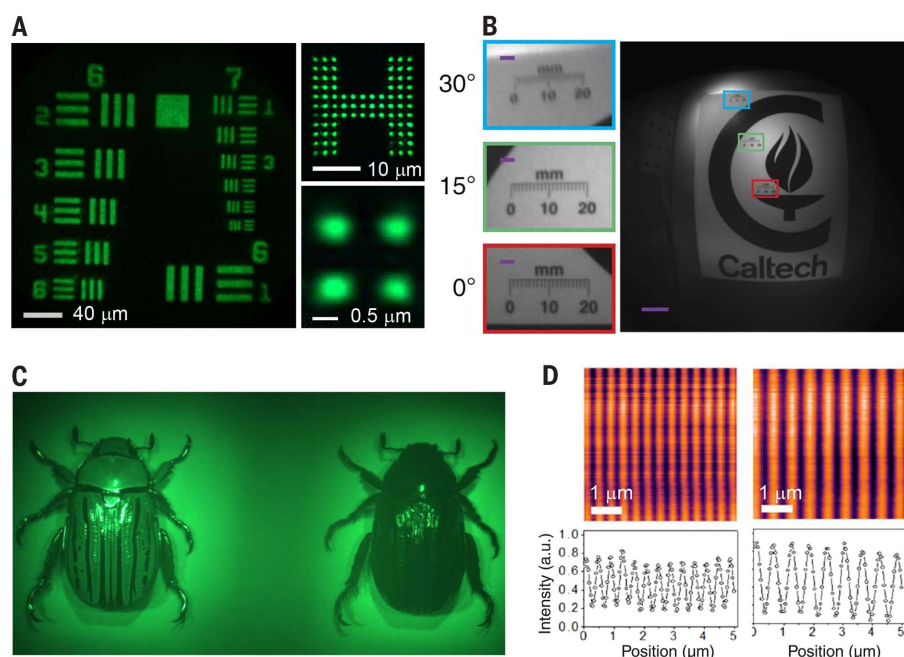 A
6
7
2
1
3
3
4
5
6
6
1
40 μm
10 μm
0.5 μm
B
30°
mm
0 10 20
15°
mm
0 10 20
0°
mm
0 10 20
Caltech
C
D
1 μm
1 μm
Intensity (a.u.)
1.0
0.8
0.6
0.4
0.2
0.0
0 1 2 3 4 5
Position (μm)
0 1 2 3 4 5
Position (μm)